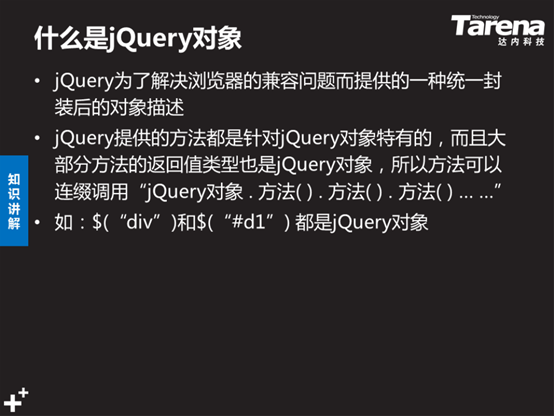 什么是jQuery对象
Technology
Tarena
达内科技
• jQuery为了解决浏览器的兼容问题而提供的一种统一封
装后的对象描述
• jQuery提供的方法都是针对jQuery对象特有的，而且大
部分方法的返回值类型也是jQuery对象，所以方法可以
连缀调用“jQuery对象 . 方法( ) . 方法( ) . 方法( ) … …”
• 如：$(“div”)和$(“#d1”) 都是jQuery对象
知识讲解